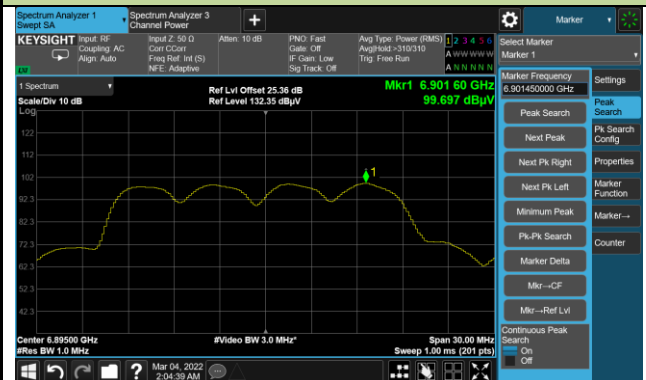 Spectrum Analyzer 1
Swept SA
Spectrum Analyzer 3
Channel Power
Marker
KEYSIGHT
Input: RF
Coupling: AC
Align: Auto
Input Z: 50 Ω
Corr CCorr
Freq Ref: Int (S)
NFE: Adaptive
Atten: 10 dB
PNO: Fast
Gate: Off
IF Gain: Low
Sig Track: Off
Avg Type: Power (RMS)
Avg|Hold:>310/310
Trig: Free Run
1 2 3 4 5 6
A W W W W W
A N N N N N
Select Marker
Marker 1
1 Spectrum
Scale/Div 10 dB
Log
Ref Lvl Offset 25.36 dB
Ref Level 132.35 dBµV
Mkr1 6.901 60 GHz
99.697 dBµV
122
112
102
92.3
82.3
72.3
62.3
52.3
42.3
1
Center 6.89500 GHz
#Res BW 1.0 MHz
#Video BW 3.0 MHz*
Span 30.00 MHz
Sweep 1.00 ms (201 pts)
Marker Frequency
6.901450000 GHz
Peak Search
Next Peak
Next Pk Right
Next Pk Left
Minimum Peak
Pk-Pk Search
Marker Delta
Mkr→CF
Mkr→Ref Lvl
Continuous Peak
Search
On
Off
Settings
Peak
Search
Pk Search
Config
Properties
Marker
Function
Marker→
Counter
Mar 04, 2022
2:04:39 AM